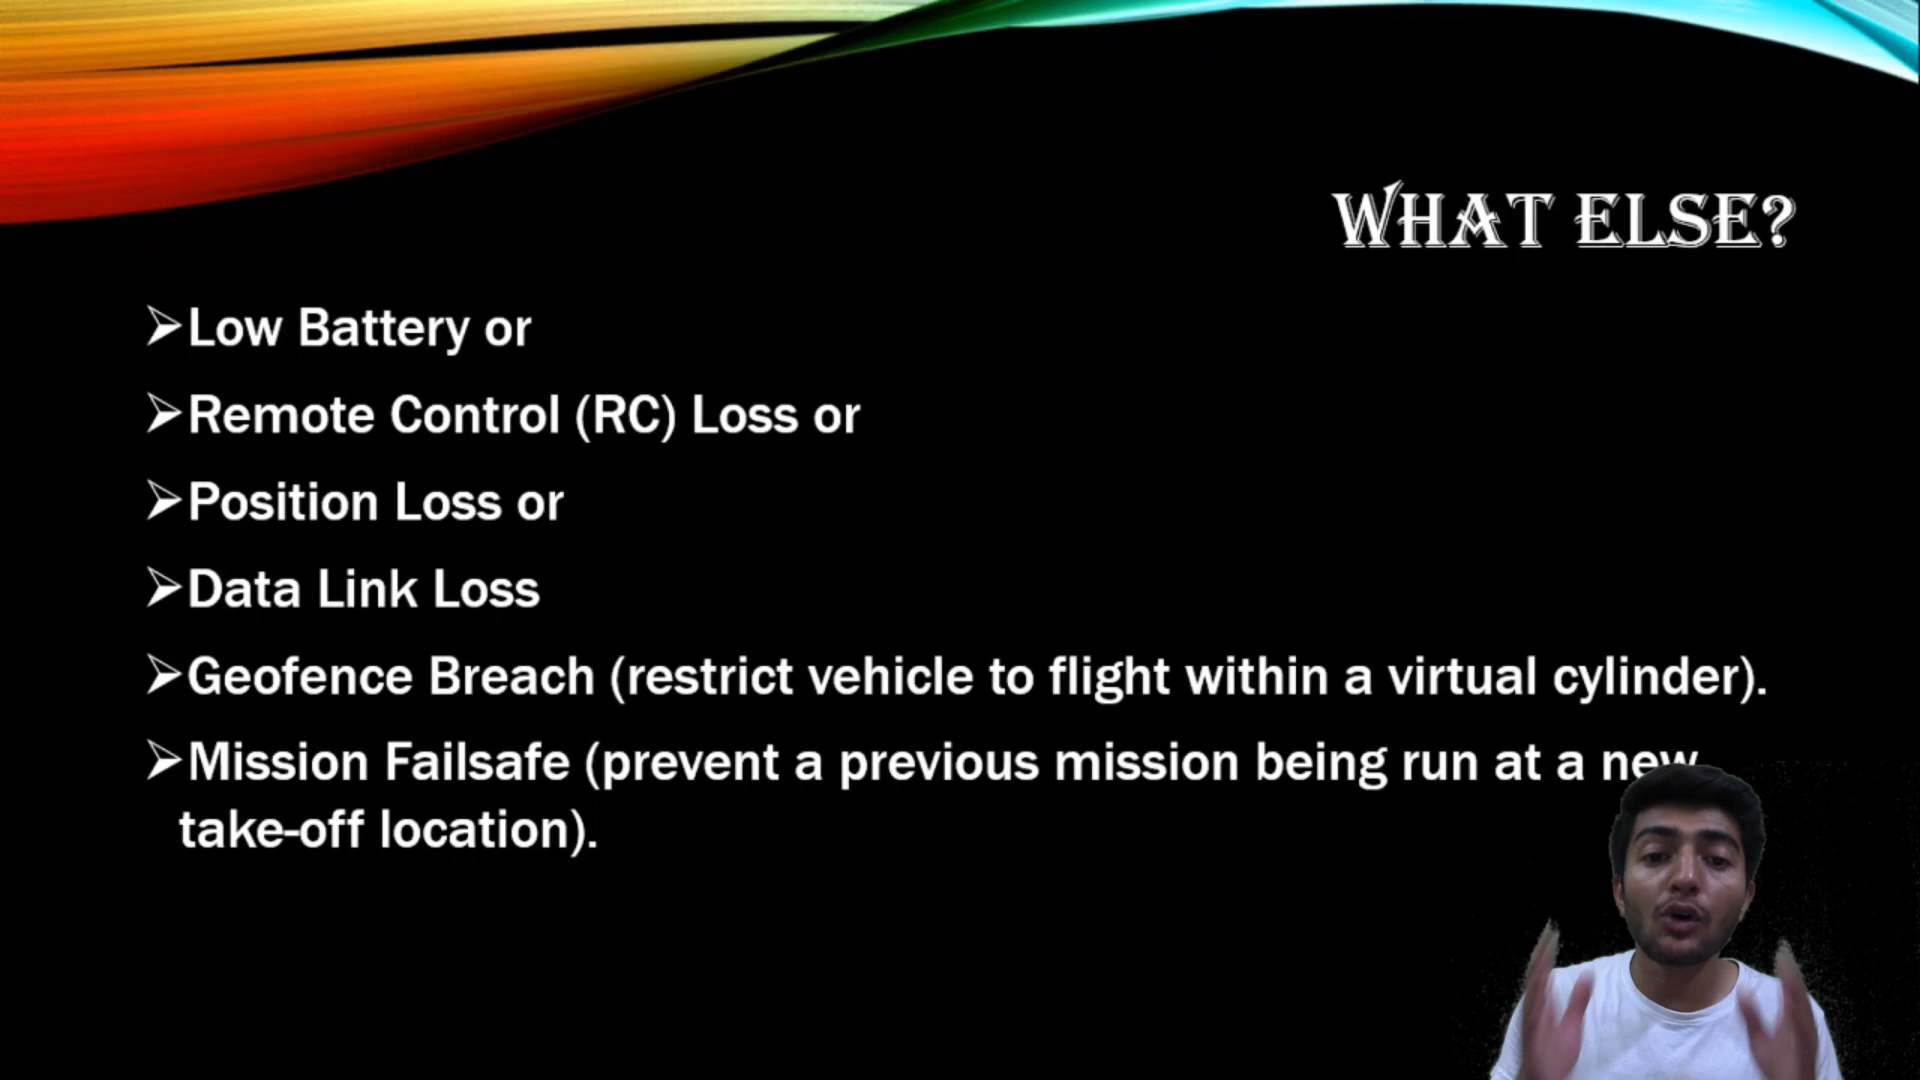 WHAT ELSE?
➢Low Battery or
➢Remote Control (RC) Loss or
➢Position Loss or
➢Data Link Loss
➢Geofence Breach (restrict vehicle to flight within a virtual cylinder).
➢Mission Failsafe (prevent a previous mission being run at a new
take-off location).